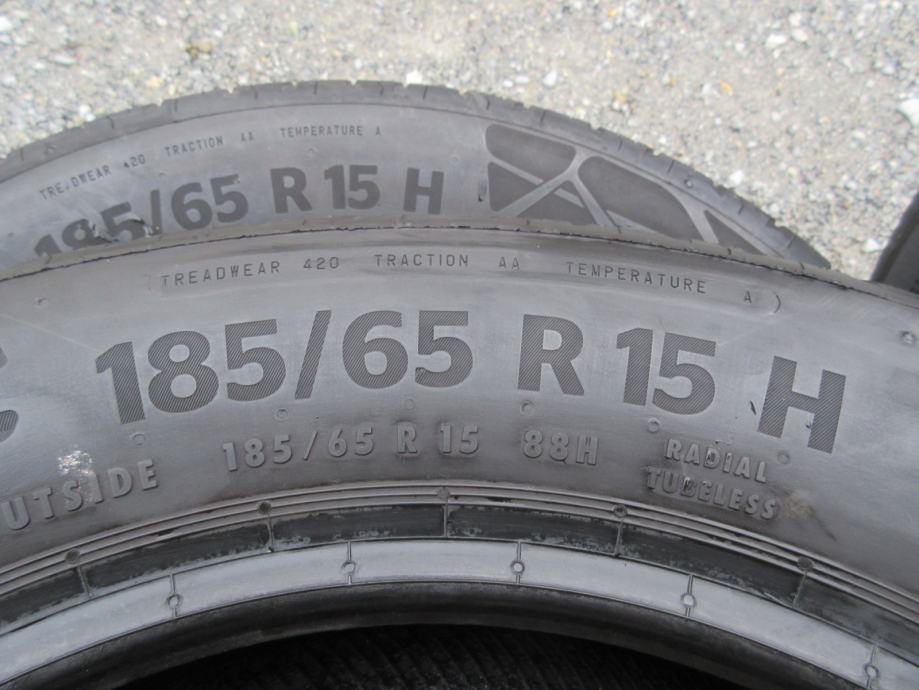 TREADWEAR 420 TRACTION AA TEMPERATURE A
185/65 R 15 H
(TREADWEAR 420 TRACTION AA TEMPERATURE A)
185/65 R 15 H
185/65 R 15 88H RADIAL
TUBELESS
UTSIDE